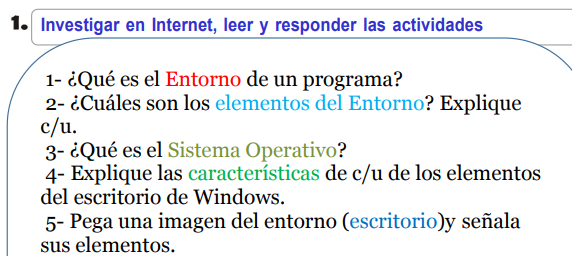 1. Investigar en Internet, leer y responder las actividades
1- ¿Qué es el Entorno de un programa?
2- ¿Cuáles son los elementos del Entorno? Explique
c/u.
3- ¿Qué es el Sistema Operativo?
4- Explique las características de c/u de los elementos
del escritorio de Windows.
5- Pega una imagen del entorno (escritorio)y señala
sus elementos.